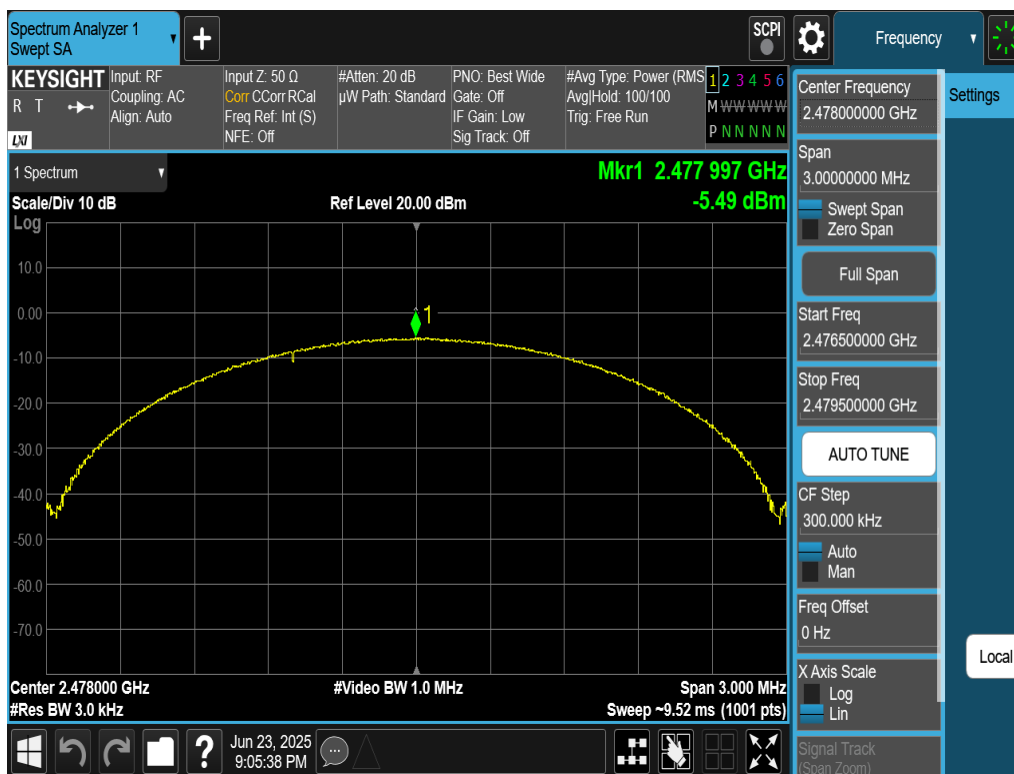 Spectrum Analyzer 1
Swept SA
+
SCPI
Frequency
KEYSIGHT
R T
LXI
Input: RF
Coupling: AC
Align: Auto
Input Z: 50 Ω
Corr CCorr RCal
Freq Ref: Int (S)
NFE: Off
#Atten: 20 dB
µW Path: Standard
PNO: Best Wide
Gate: Off
IF Gain: Low
Sig Track: Off
#Avg Type: Power (RMS
Avg|Hold: 100/100
Trig: Free Run
1 2 3 4 5 6
M W W W W W
P N N N N N
1 Spectrum
Scale/Div 10 dB
Log
Ref Level 20.00 dBm
Mkr1 2.477 997 GHz
-5.49 dBm
10.0
0.00
-10.0
-20.0
-30.0
-40.0
-50.0
-60.0
-70.0
1
Center 2.478000 GHz
#Res BW 3.0 kHz
#Video BW 1.0 MHz
Span 3.000 MHz
Sweep ~9.52 ms (1001 pts)
Center Frequency
2.478000000 GHz
Span
3.00000000 MHz
Swept Span
Zero Span
Full Span
Start Freq
2.476500000 GHz
Stop Freq
2.479500000 GHz
AUTO TUNE
CF Step
300.000 kHz
Auto
Man
Freq Offset
0 Hz
X Axis Scale
Log
Lin
Signal Track
(Span Zoom)
Settings
Local
?
Jun 23, 2025
9:05:38 PM